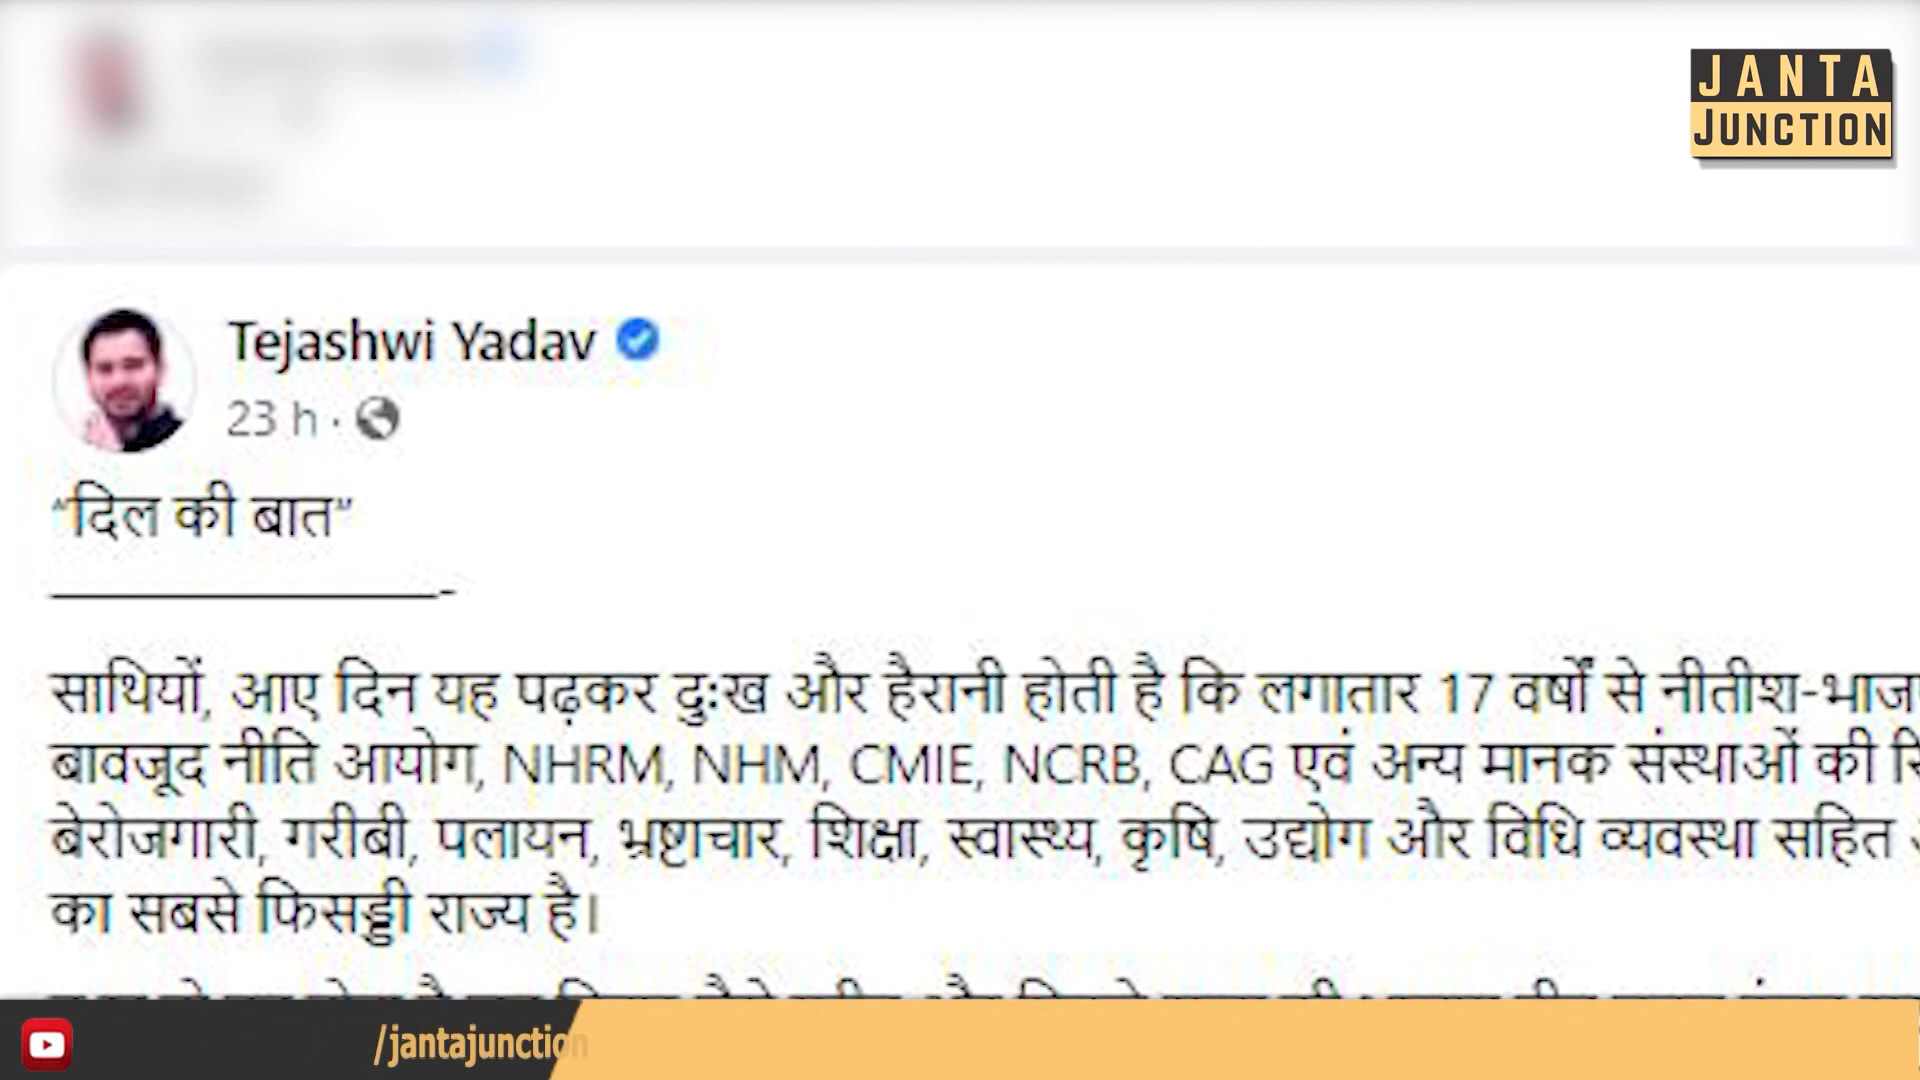 JANTA
JUNCTION
Tejashwi Yadav
23 h ·
“दिल की बात”
साथियों, आए दिन यह पढ़कर दुःख और हैरानी होती है कि लगातार 17 वर्षों से नीतीश-भाज
बावजूद नीति आयोग, NHRM, NHM, CMIE, NCRB, CAG एवं अन्य मानक संस्थाओं की
बेरोजगारी, गरीबी, पलायन, भ्रष्टाचार, शिक्षा, स्वास्थ्य, कृषि, उद्योग और विधि व्यवस्था सहित
का सबसे फिसड्डी राज्य है।
/jantajunction